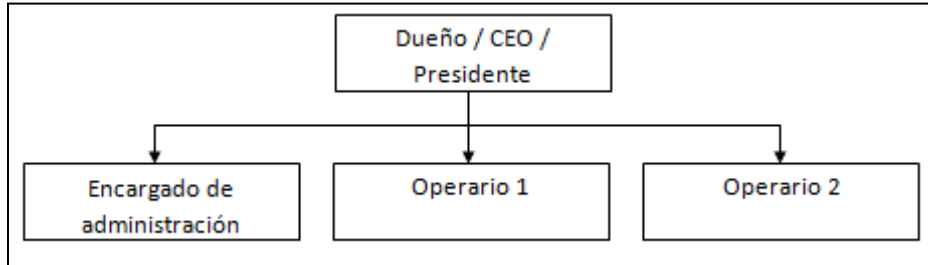 Dueño / CEO /
Presidente
Encargado de
administración
Operario 1
Operario 2